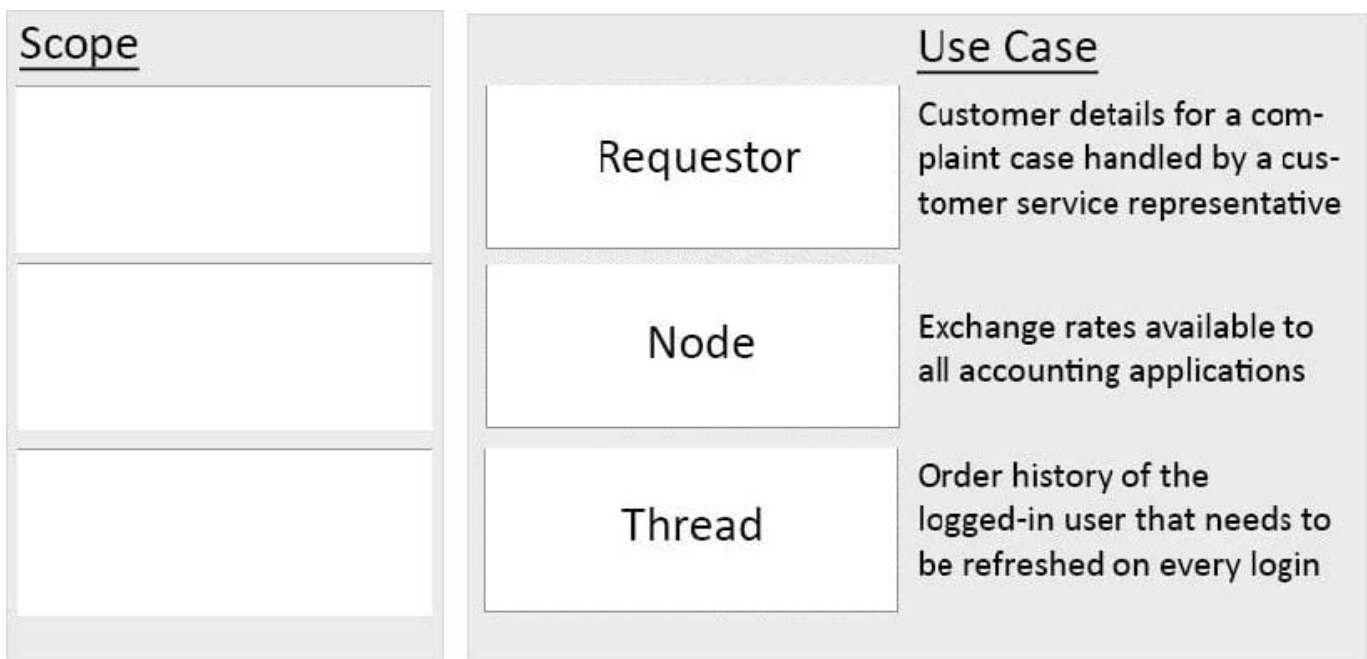 Scope
Use Case
Requestor
Customer details for a com-
plaint case handled by a cus-
tomer service representative
Node
Exchange rates available to
all accounting applications
Thread
Order history of the
logged-in user that needs to
be refreshed on every login